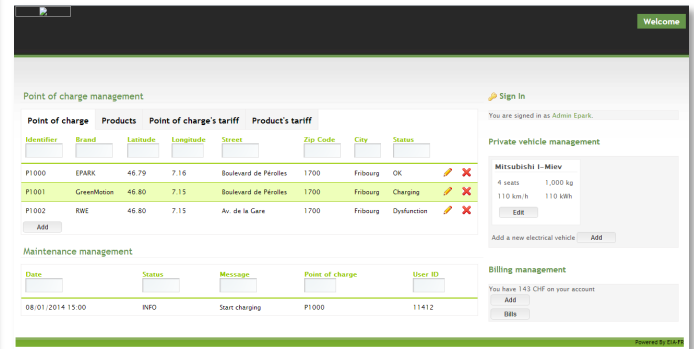 Welcome
Point of charge management
Point of charge Products Point of charge's tariff Product's tariff
Identifier Brand Latitude Longitude Street Zip Code City Status
P1000 EPARK 46.79 7.16 Boulevard de Pérolles 1700 Fribourg OK
P1001 GreenMotion 46.80 7.15 Boulevard de Pérolles 1700 Fribourg Charging
P1002 RWE 46.80 7.15 Av. de la Gare 1700 Fribourg Dysfunction
Add
Maintenance management
Date Status Message Point of charge User ID
08/01/2014 15:00 INFO Start charging P1000 11412
Sign In
You are signed in as Admin Epark.
Private vehicle management
Mitsubishi I-Miev
4 seats 1,000 kg
110 km/h 110 kWh
Edit
Add a new electrical vehicle Add
Billing management
You have 143 CHF on your account
Add
Bills
Powered By EIA-FR